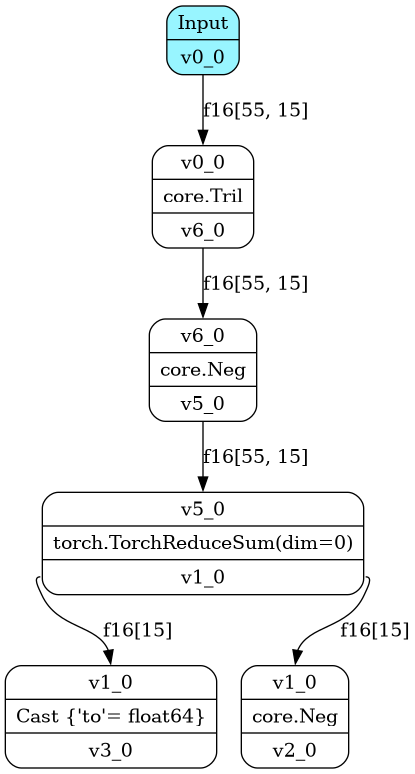 Input
v0_0
f16[55, 15]
v0_0
core.Tril
v6_0
f16[55, 15]
v6_0
core.Neg
v5_0
f16[55, 15]
v5_0
torch.TorchReduceSum(dim=0)
v1_0
f16[15]
f16[15]
v1_0
Cast {'to'= float64}
v3_0
v1_0
core.Neg
v2_0